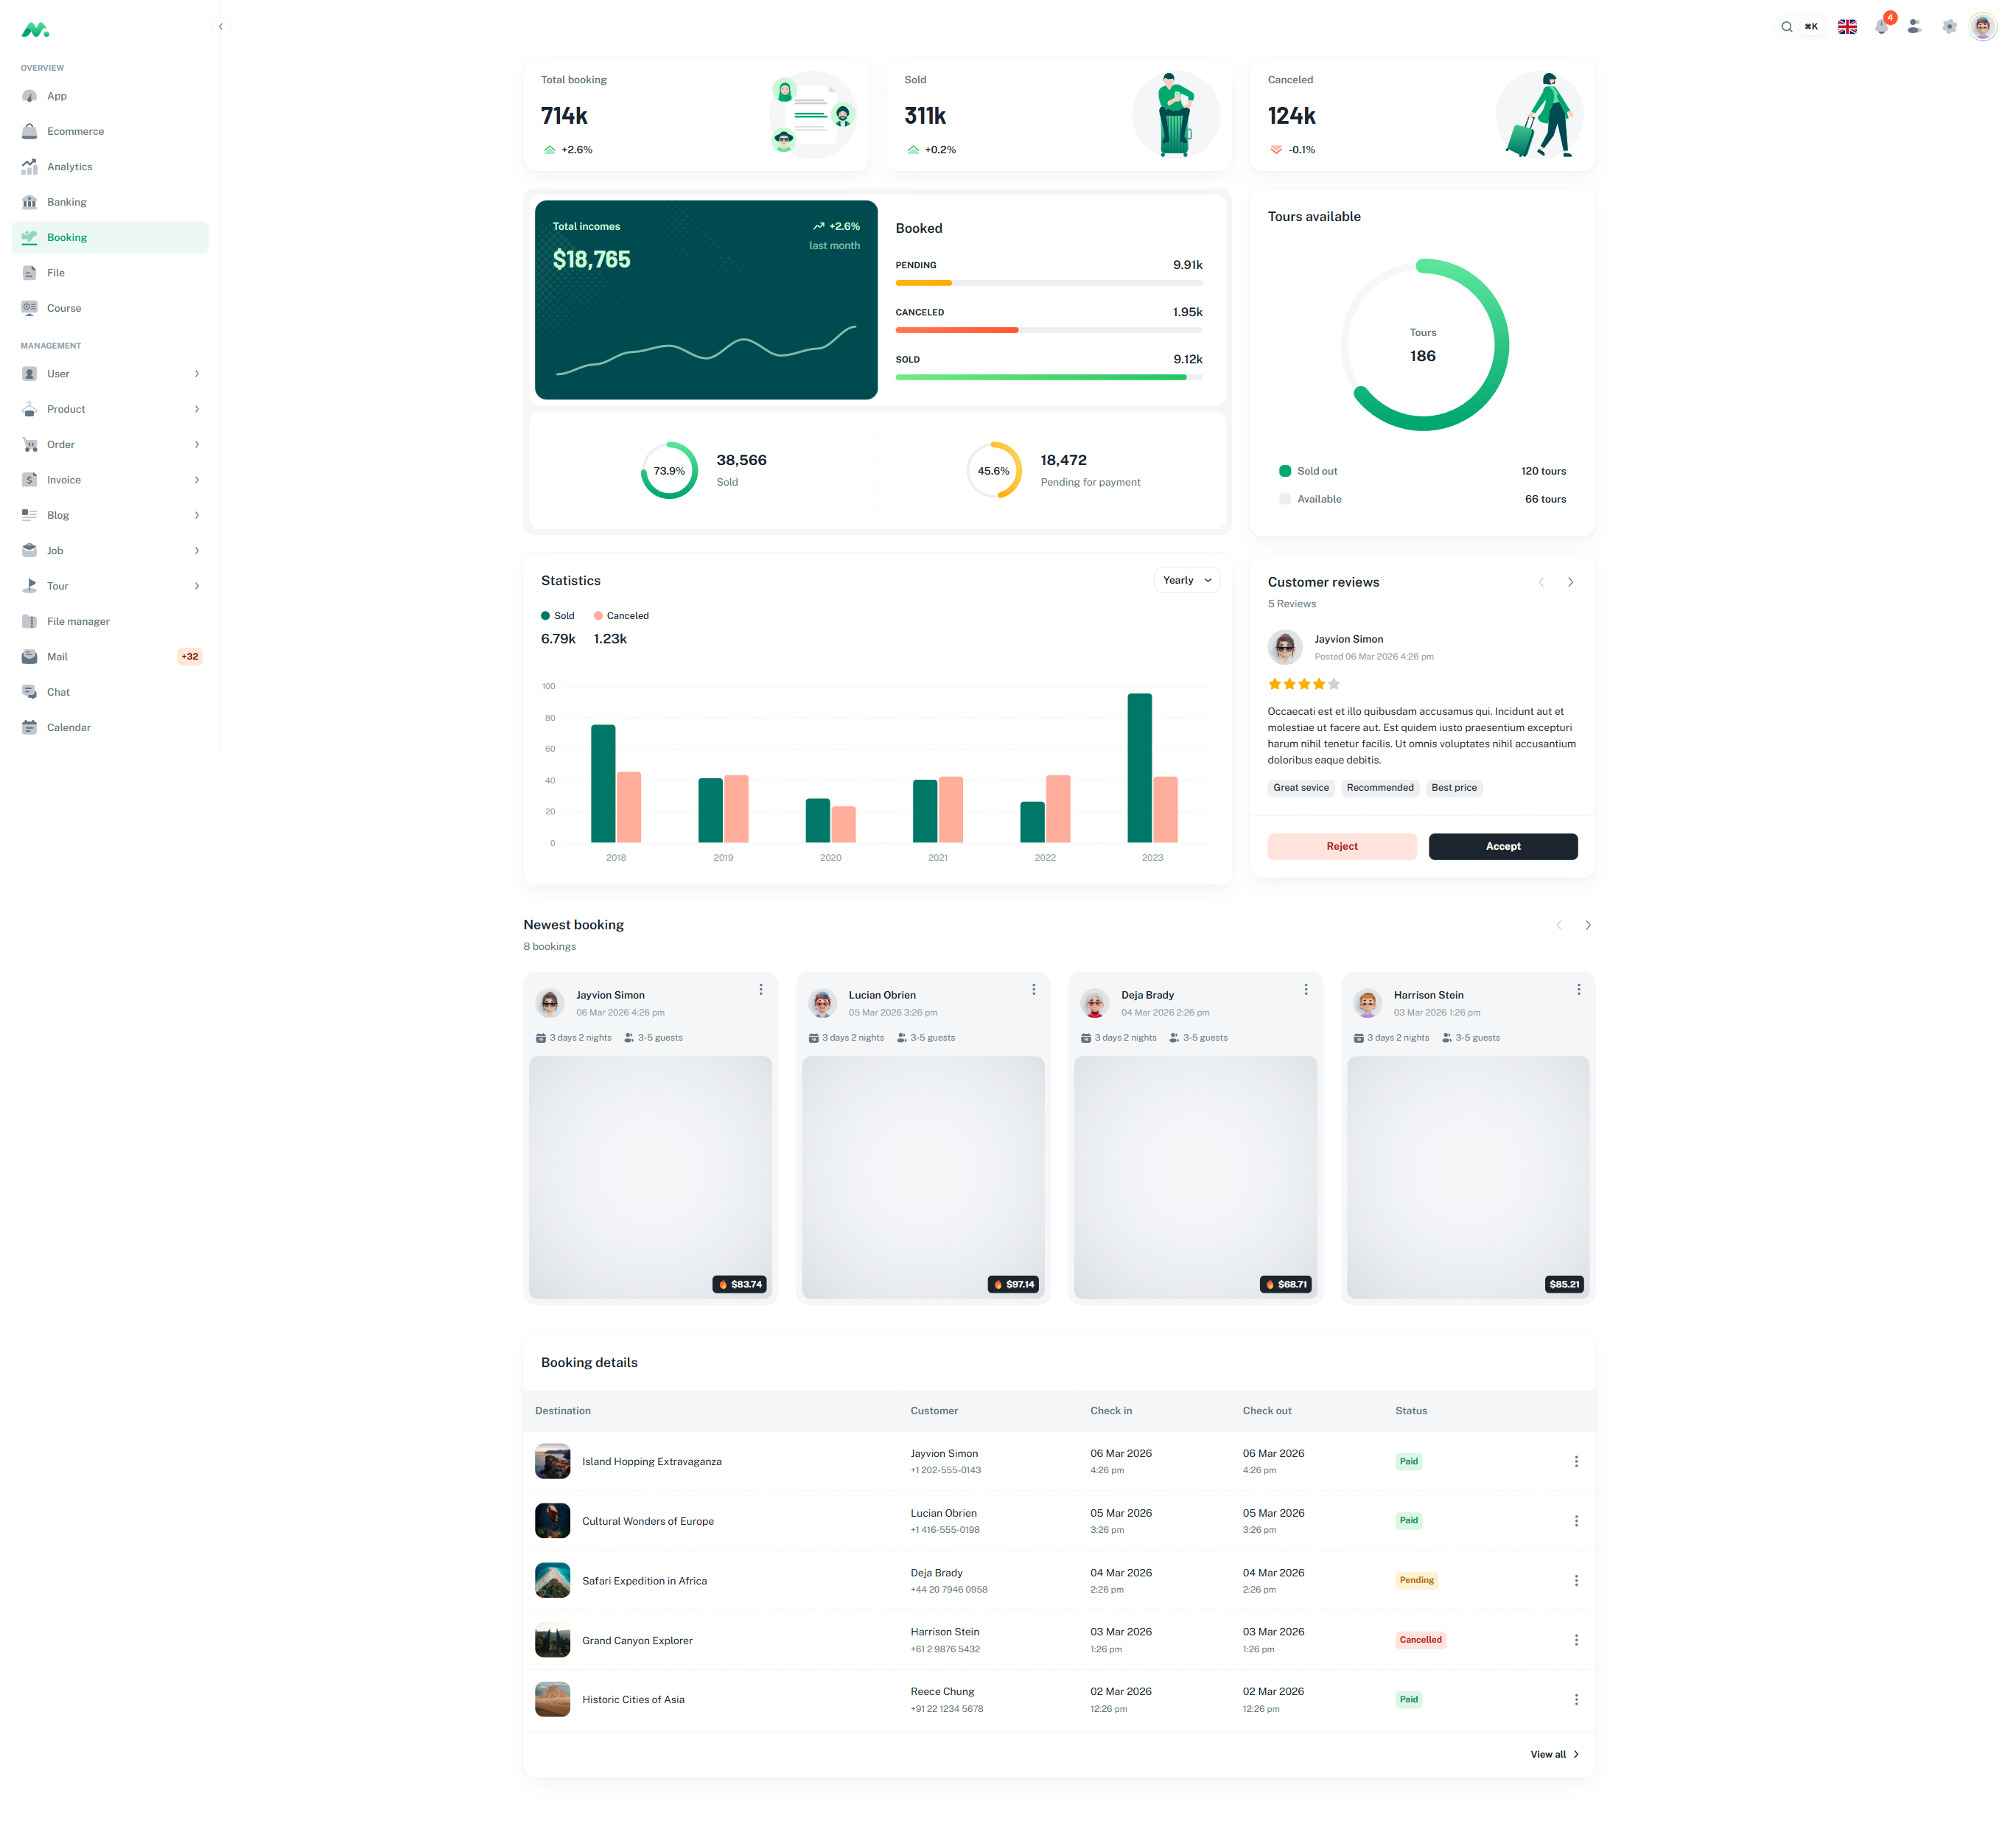 ⌘K
4
OVERVIEW
App
Ecommerce
Analytics
Banking
Booking
File
Course
MANAGEMENT
User
Product
Order
Invoice
Blog
Job
Tour
File manager
Mail
+32
Chat
Calendar
Total booking
714k
+2.6%
Sold
311k
+0.2%
Canceled
124k
-0.1%
Total incomes
$18,765
+2.6%
last month
Booked
PENDING 9.91k
CANCELED 1.95k
SOLD 9.12k
73.9%
38,566
Sold
45.6%
18,472
Pending for payment
Tours available
Tours
186
Sold out 120 tours
Available 66 tours
Statistics
Yearly
Sold Canceled
6.79k 1.23k
100
80
60
40
20
0
2018 2019 2020 2021 2022 2023
Customer reviews
5 Reviews
Jayvion Simon
Posted 06 Mar 2026 4:26 pm
Occaecati est et illo quibusdam accusamus qui. Incidunt aut et
molestiae ut facere aut. Est quidem iusto praesentium excepturi
harum nihil tenetur facilis. Ut omnis voluptates nihil accusantium
doloribus eaque debitis.
Great sevice Recommended Best price
Reject Accept
Newest booking
8 bookings
Jayvion Simon
06 Mar 2026 4:26 pm
3 days 2 nights 3-5 guests
$83.74
Lucian Obrien
05 Mar 2026 3:26 pm
3 days 2 nights 3-5 guests
$97.14
Deja Brady
04 Mar 2026 2:26 pm
3 days 2 nights 3-5 guests
$68.71
Harrison Stein
03 Mar 2026 1:26 pm
3 days 2 nights 3-5 guests
$85.21
Booking details
Destination Customer Check in Check out Status
Island Hopping Extravaganza Jayvion Simon 06 Mar 2026 06 Mar 2026 Paid
+1 202-555-0143 4:26 pm 4:26 pm
Cultural Wonders of Europe Lucian Obrien 05 Mar 2026 05 Mar 2026 Paid
+1 416-555-0198 3:26 pm 3:26 pm
Safari Expedition in Africa Deja Brady 04 Mar 2026 04 Mar 2026 Pending
+44 20 7946 0958 2:26 pm 2:26 pm
Grand Canyon Explorer Harrison Stein 03 Mar 2026 03 Mar 2026 Cancelled
+61 2 9876 5432 1:26 pm 1:26 pm
Historic Cities of Asia Reece Chung 02 Mar 2026 02 Mar 2026 Paid
+91 22 1234 5678 12:26 pm 12:26 pm
View all